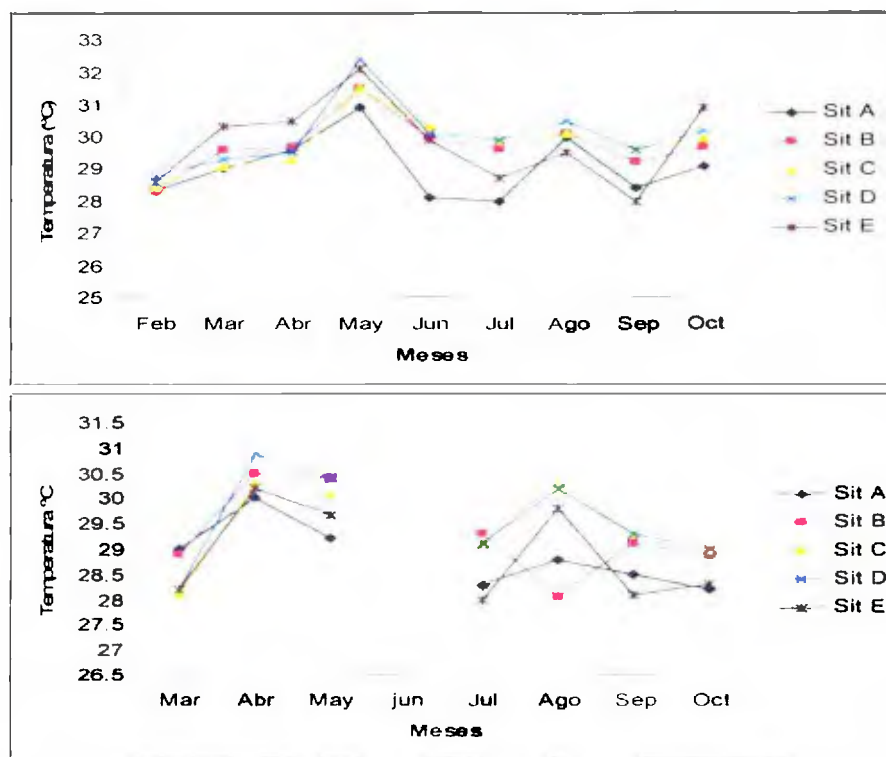 33
32
31
30
29
28
27
26
25
Temperatura (ºC)
Feb Mar Abr May Jun Jul Ago Sep Oct
Meses
Sit A
Sit B
Sit C
Sit D
Sit E
31.5
31
30.5
30
29.5
29
28.5
28
27.5
27
26.5
Temperatura ºC
Mar Abr May jun Jul Ago Sep Oct
Meses
Sit A
Sit B
Sit C
Sit D
Sit E